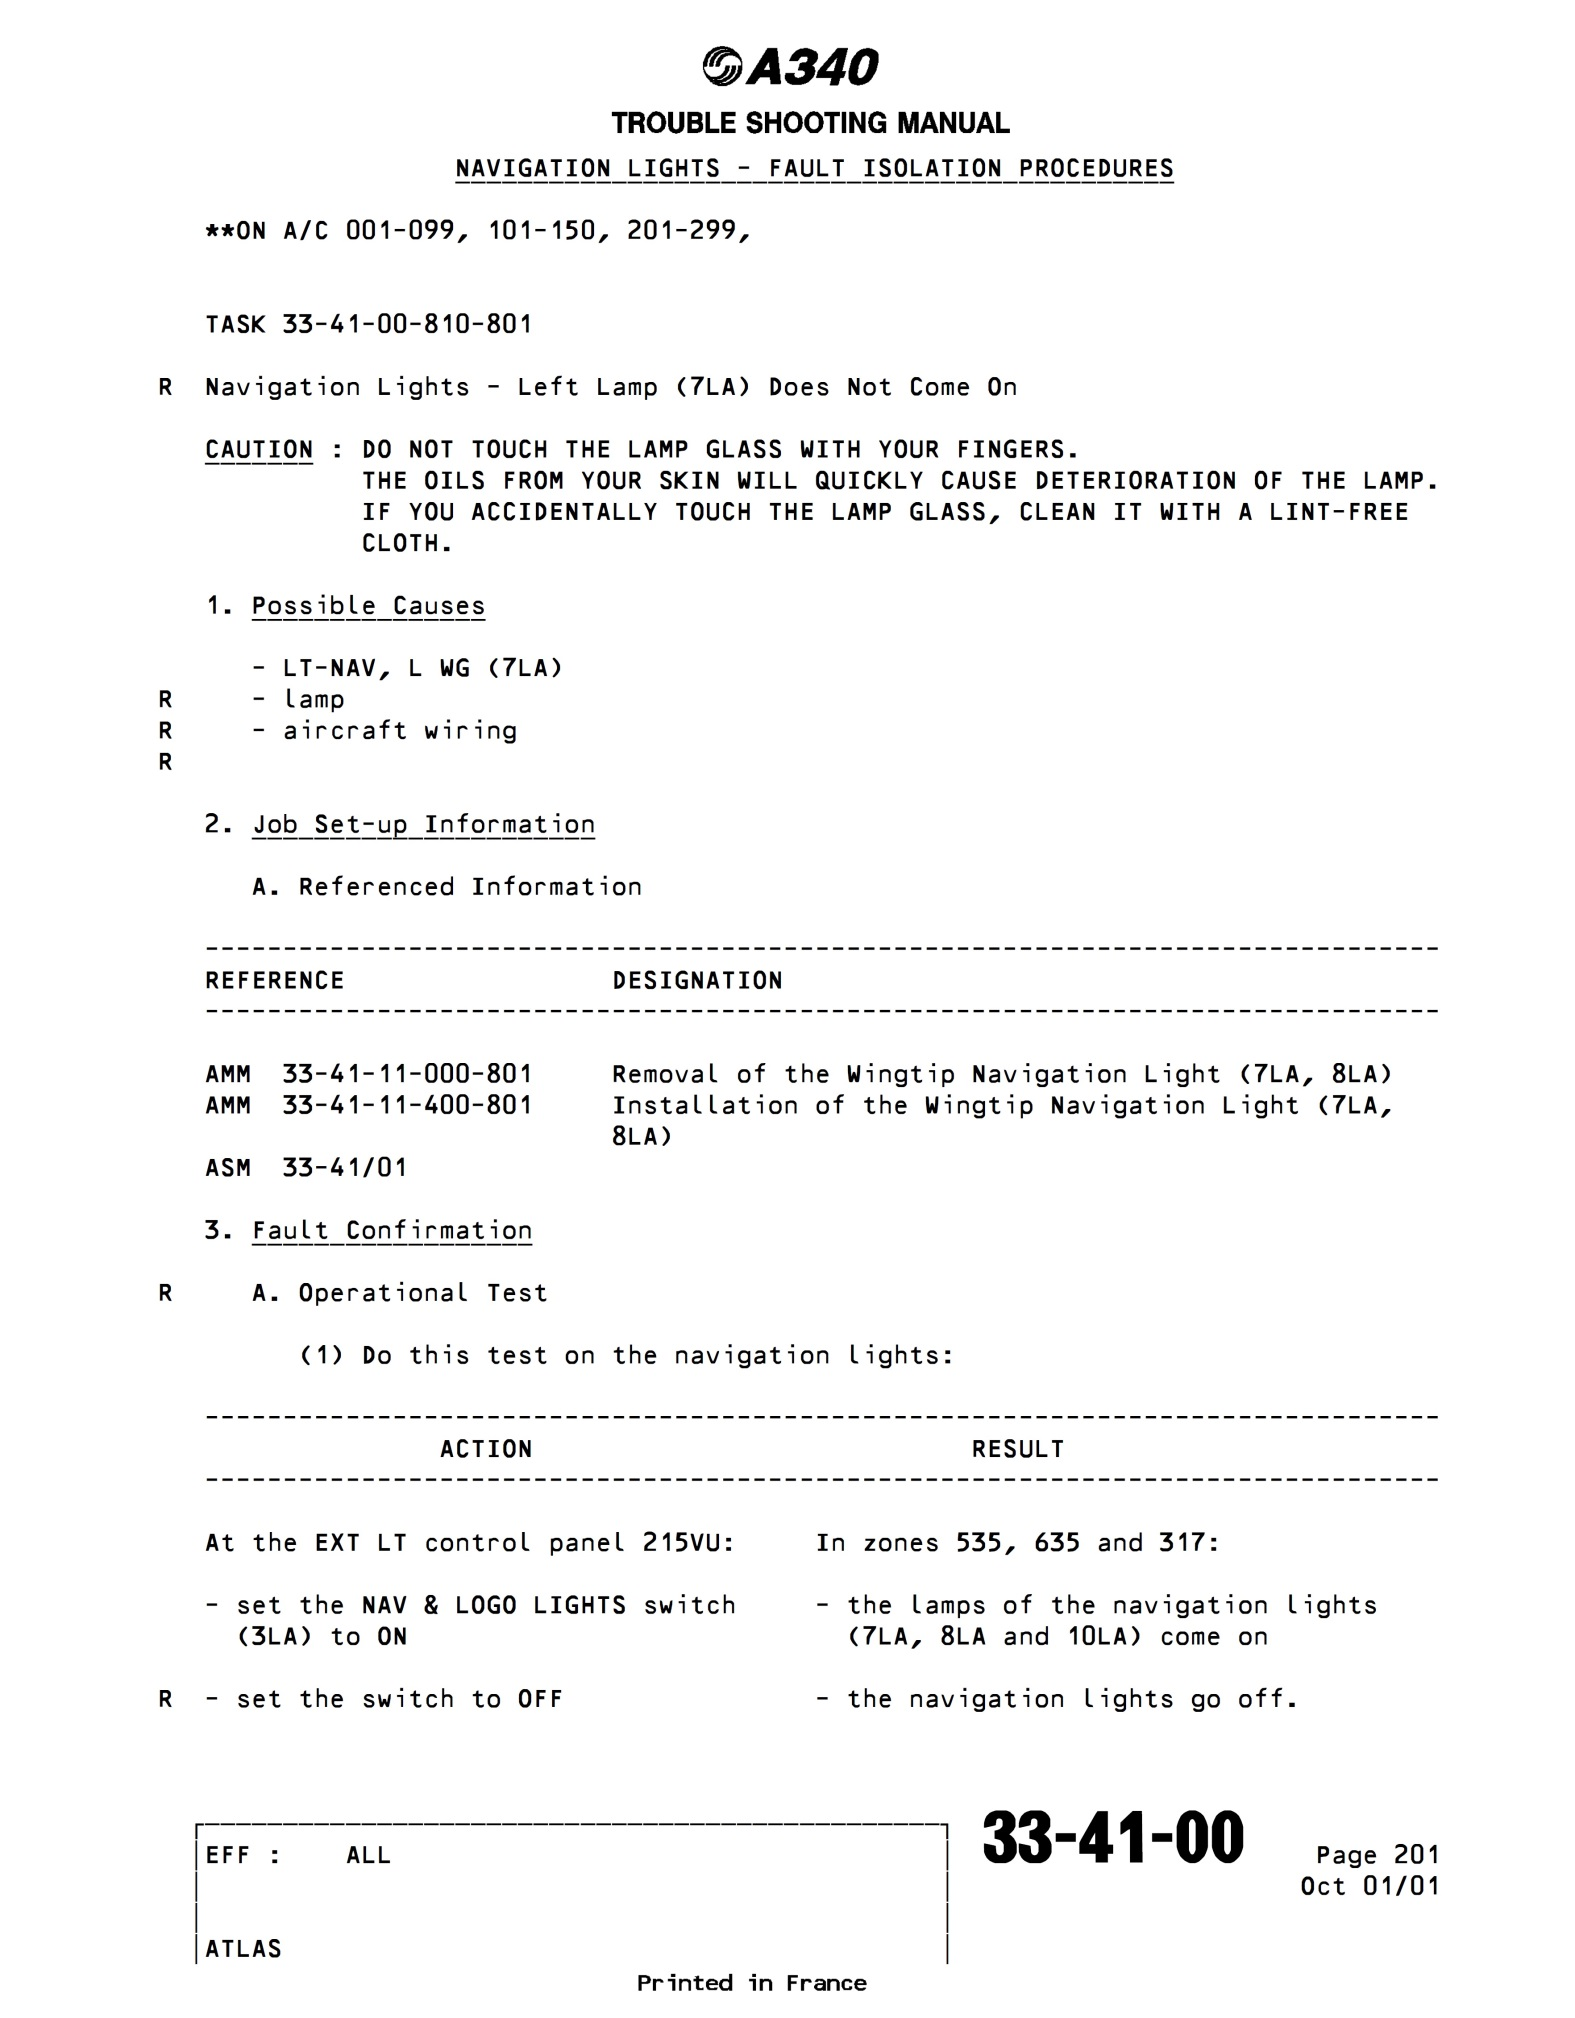 A340
TROUBLE SHOOTING MANUAL
NAVIGATION LIGHTS - FAULT ISOLATION PROCEDURES
**ON A/C 001-099, 101-150, 201-299,
TASK 33-41-00-810-801
R Navigation Lights - Left Lamp (7LA) Does Not Come On
CAUTION : DO NOT TOUCH THE LAMP GLASS WITH YOUR FINGERS.
THE OILS FROM YOUR SKIN WILL QUICKLY CAUSE DETERIORATION OF THE LAMP.
IF YOU ACCIDENTALLY TOUCH THE LAMP GLASS, CLEAN IT WITH A LINT-FREE
CLOTH.
1. Possible Causes
- LT-NAV, L WG (7LA)
R - lamp
R - aircraft wiring
R
2. Job Set-up Information
A. Referenced Information
--------------------------------------------------------------------------------
REFERENCE DESIGNATION
--------------------------------------------------------------------------------
AMM 33-41-11-000-801 Removal of the Wingtip Navigation Light (7LA, 8LA)
AMM 33-41-11-400-801 Installation of the Wingtip Navigation Light (7LA,
8LA)
ASM 33-41/01
3. Fault Confirmation
R A. Operational Test
(1) Do this test on the navigation lights:
--------------------------------------------------------------------------------
ACTION RESULT
--------------------------------------------------------------------------------
At the EXT LT control panel 215VU: In zones 535, 635 and 317:
- set the NAV & LOGO LIGHTS switch - the lamps of the navigation lights
(3LA) to ON (7LA, 8LA and 10LA) come on
R - set the switch to OFF - the navigation lights go off.
EFF : ALL 33-41-00 Page 201
Oct 01/01
ATLAS
Printed in France